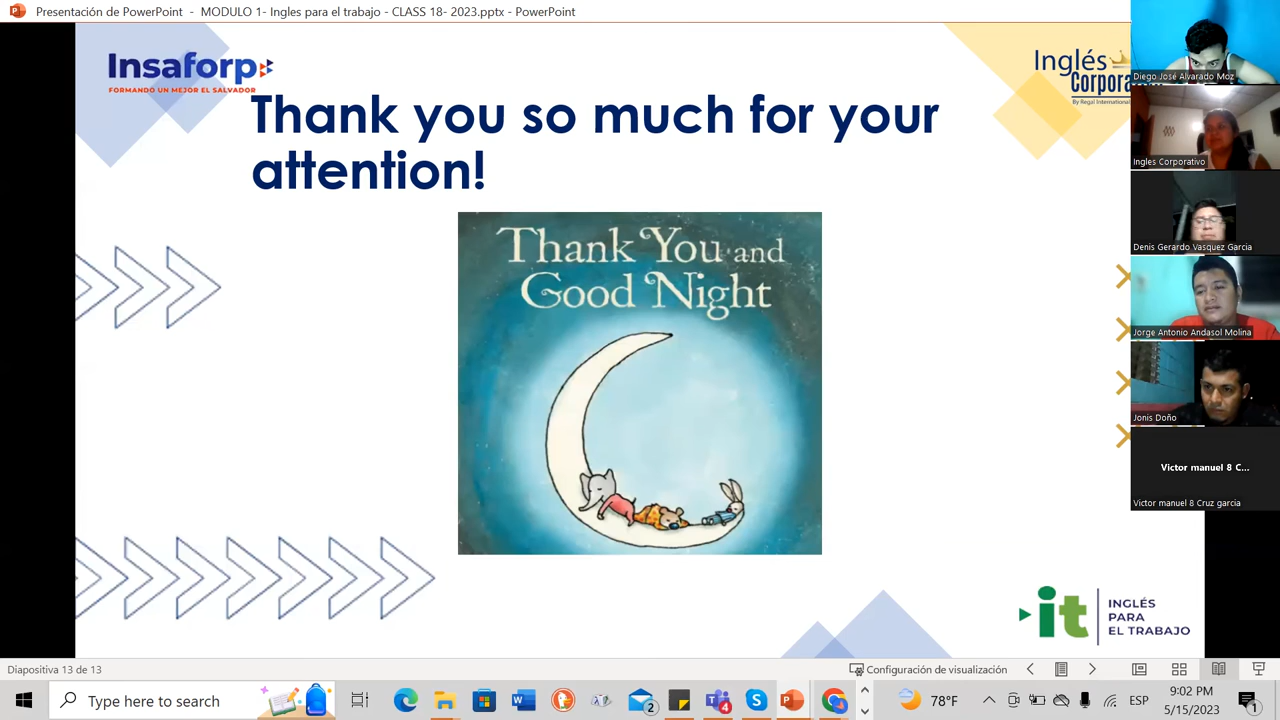 Presentación de PowerPoint - MODULO 1- Ingles para el trabajo - CLASS 18- 2023.pptx - PowerPoint
Insaforp
FORMANDO UN MEJOR EL SALVADOR
Inglés
By Regal International
Thank you so much for your
attention!
Thank You and
Good Night
Diego José Alvarado Moz
Ingles Corporativo
Denis Gerardo Vasquez Garcia
Jorge Antonio Andasol Molina
Jonis Doño
Victor manuel 8 C...
Victor manuel 8 Cruz garcia
it
INGLÉS
PARA
EL TRABAJO
Diapositiva 13 de 13
Configuración de visualización
Type here to search
2
4
78°F
ESP
9:02 PM
5/15/2023
1